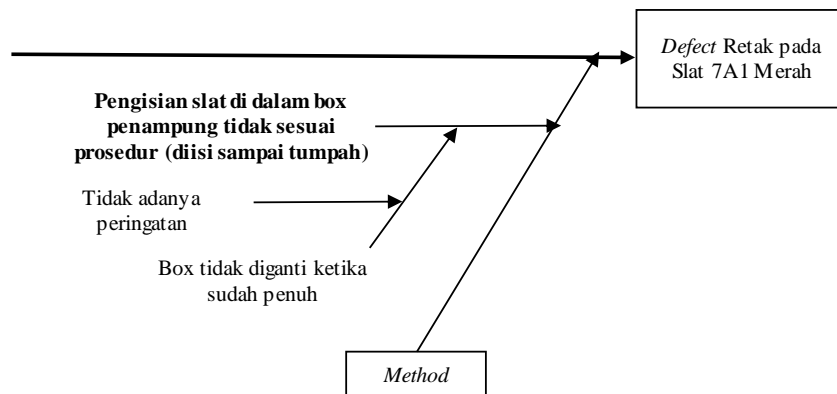 Defect Retak pada
Slat 7A1 Merah
Pengisian slat di dalam box
penampung tidak sesuai
prosedur (diisi sampai tumpah)
Tidak adanya
peringatan
Box tidak diganti ketika
sudah penuh
Method